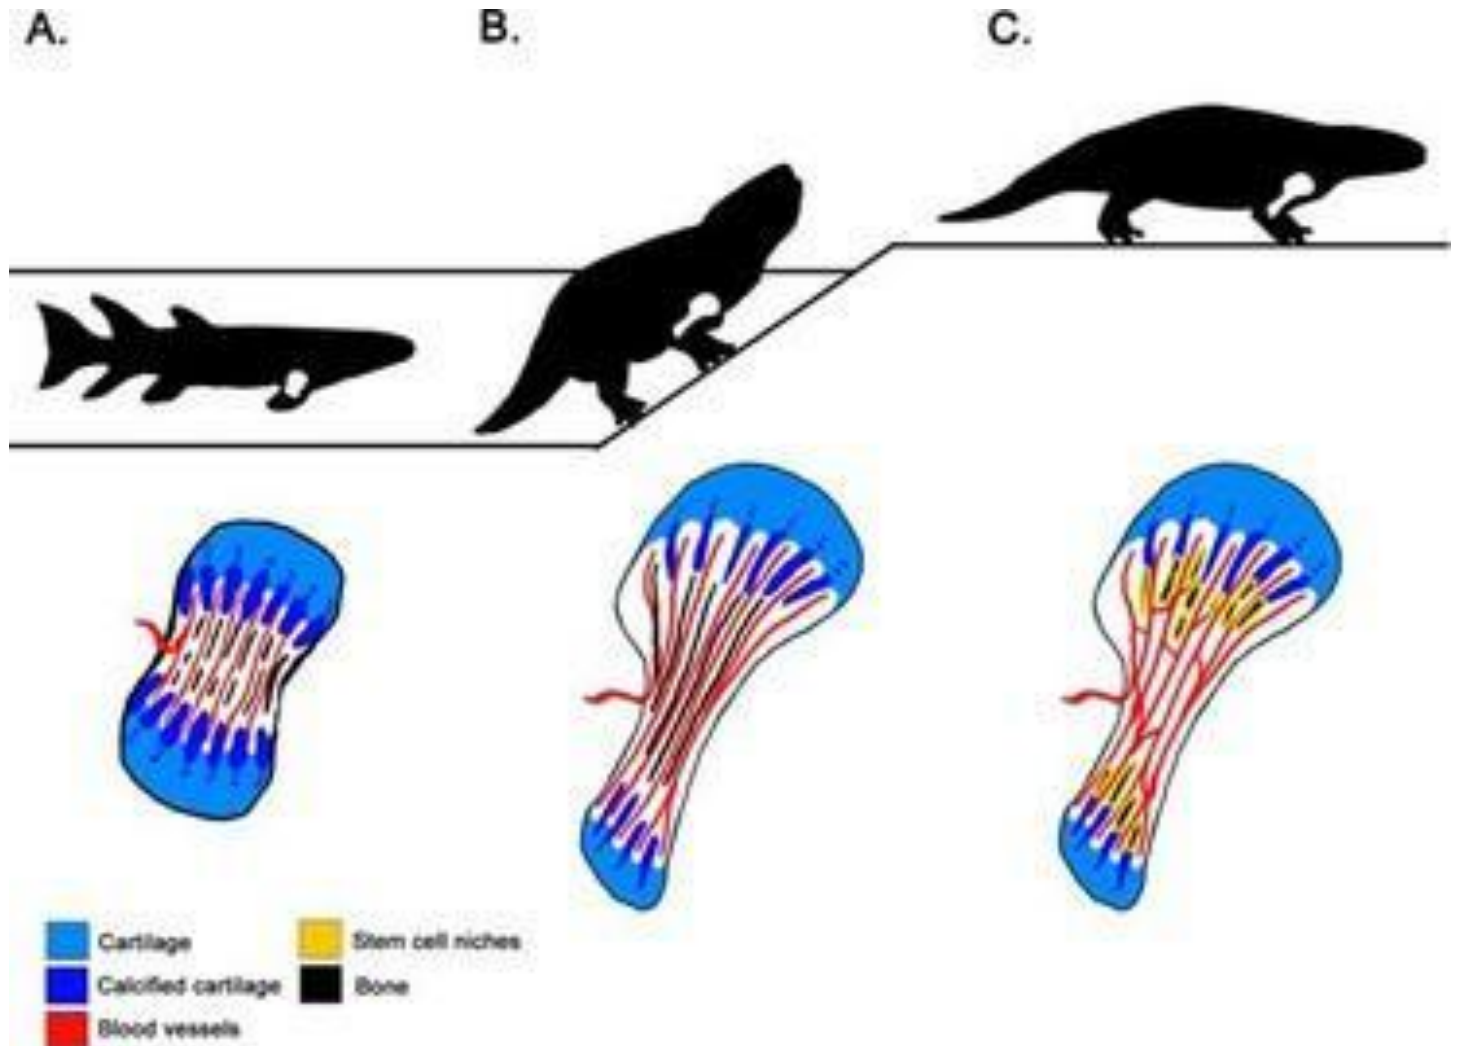 A.
B.
C.
Cartilage
Calcified cartilage
Blood vessels
Stem cell niches
Bone